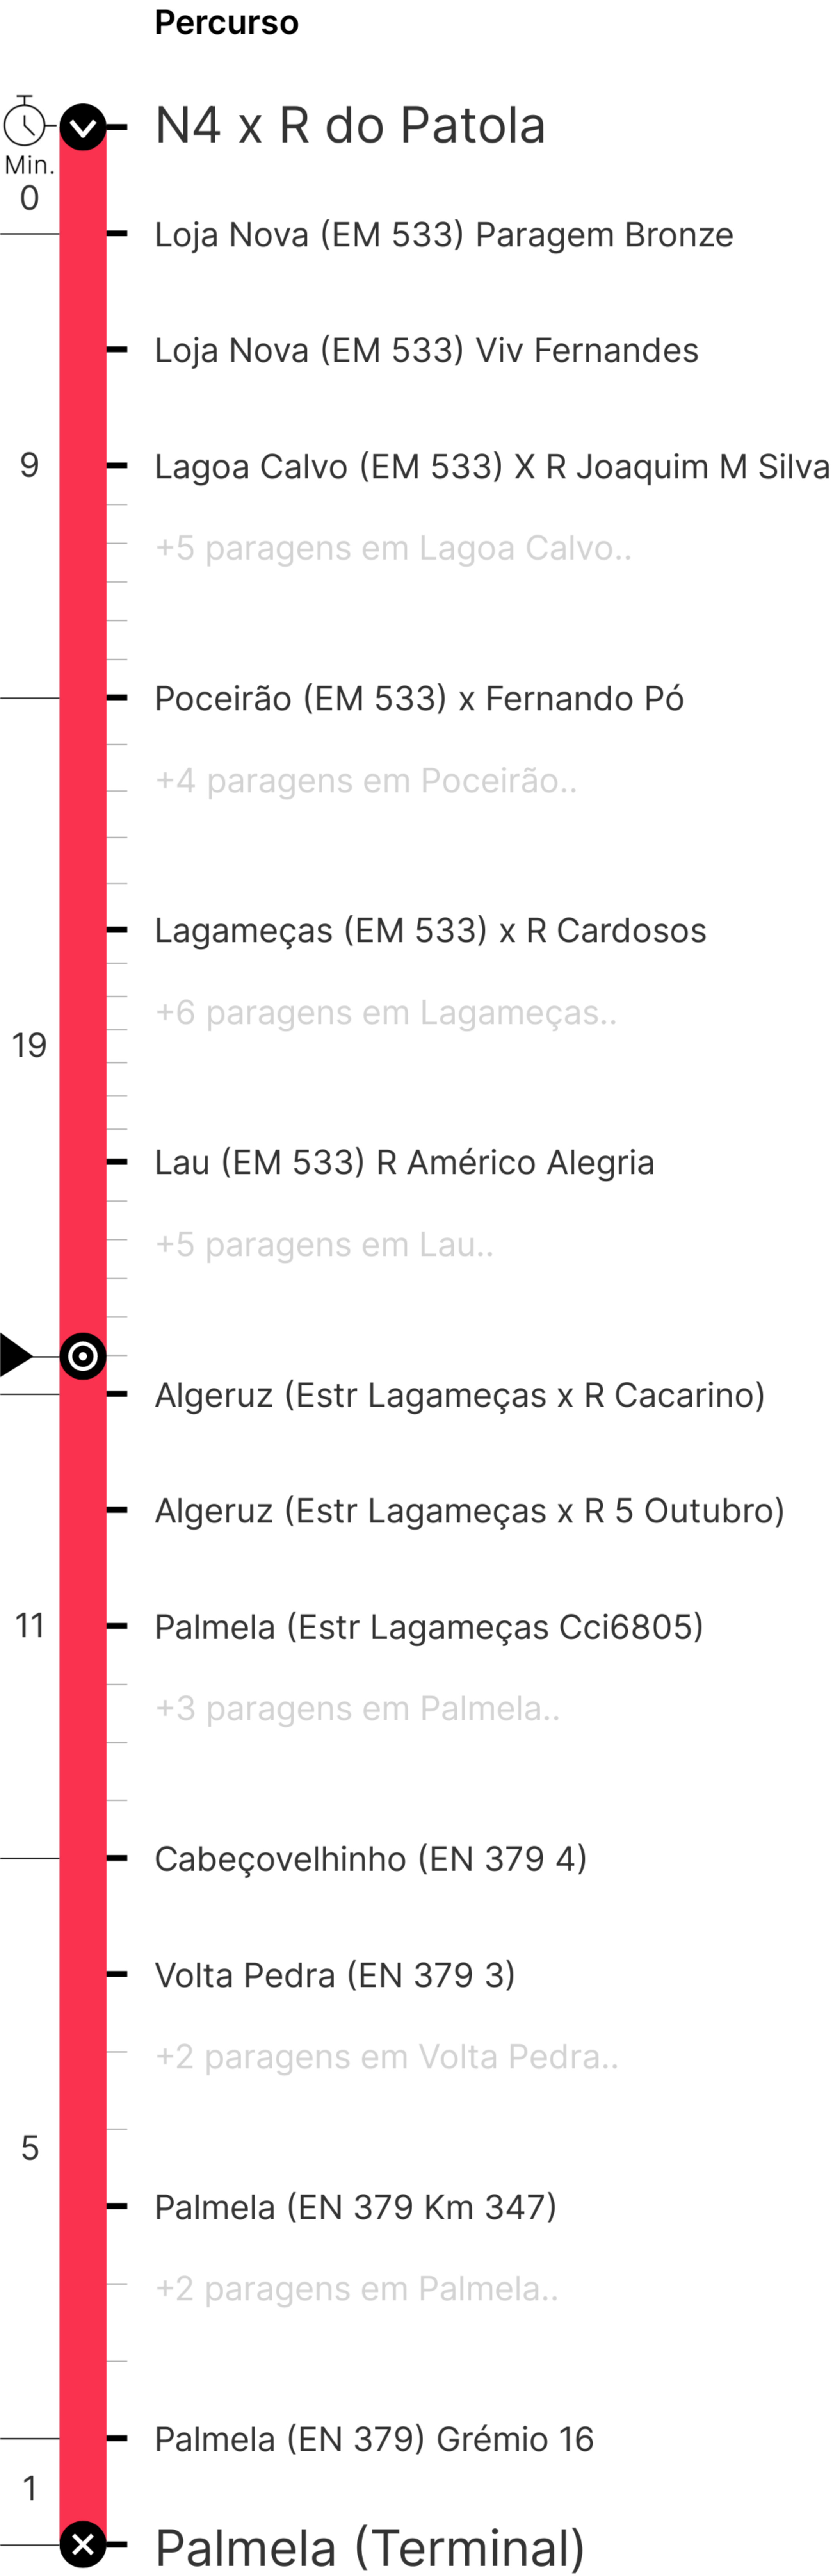 Percurso
N4 x R do Patola
Min.
0
Loja Nova (EM 533) Paragem Bronze
Loja Nova (EM 533) Viv Fernandes
9
Lagoa Calvo (EM 533) X R Joaquim M Silva
+5 paragens em Lagoa Calvo..
Poceirão (EM 533) x Fernando Pó
+4 paragens em Poceirão..
Lagameças (EM 533) x R Cardosos
+6 paragens em Lagameças..
19
Lau (EM 533) R Américo Alegria
+5 paragens em Lau..
Algeruz (Estr Lagameças x R Cacarino)
Algeruz (Estr Lagameças x R 5 Outubro)
11
Palmela (Estr Lagameças Cci6805)
+3 paragens em Palmela..
Cabeçovelhinho (EN 379 4)
Volta Pedra (EN 379 3)
+2 paragens em Volta Pedra..
5
Palmela (EN 379 Km 347)
+2 paragens em Palmela..
Palmela (EN 379) Grémio 16
1
Palmela (Terminal)